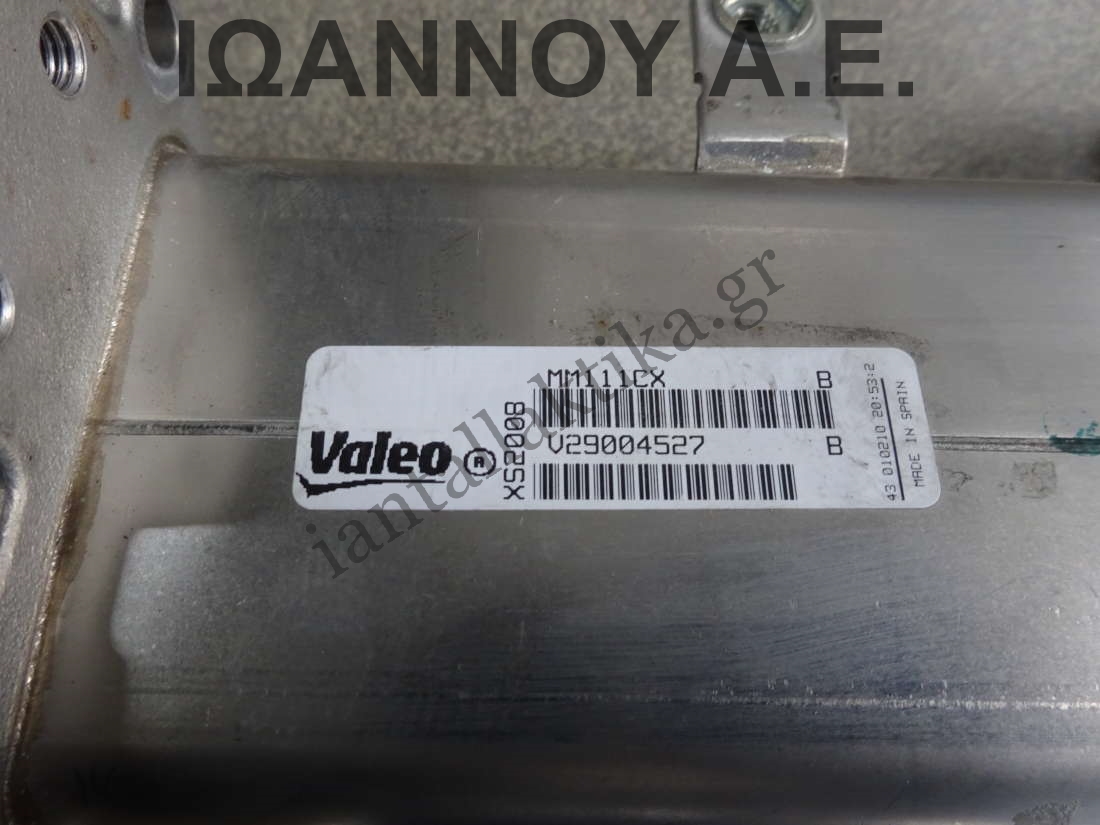 ΙΩΑΝΝΟΥ Α.Ε.
iantallaktika.gr
Valeo ®
XS2008
MM111CX B
V29004527 B
43 010210 20:53:2
MADE IN SPAIN